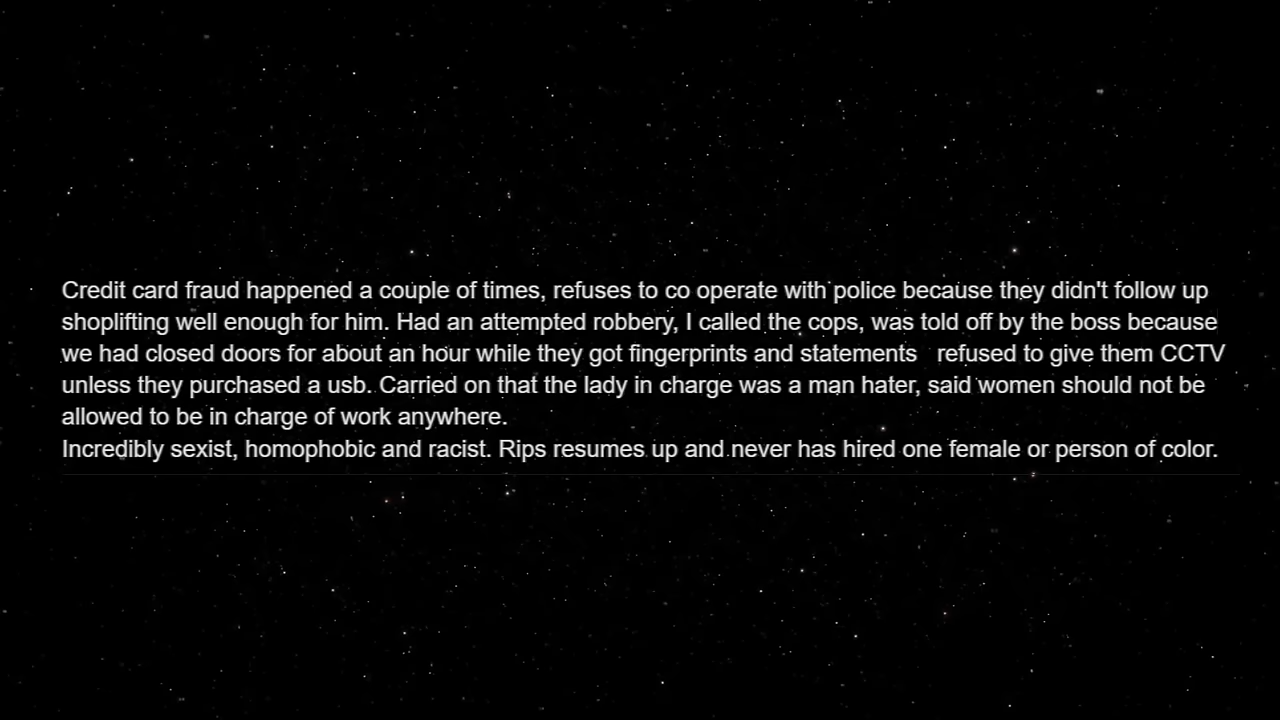 Credit card fraud happened a couple of times, refuses to co operate with police because they didn't follow up
shoplifting well enough for him. Had an attempted robbery, I called the cops, was told off by the boss because
we had closed doors for about an hour while they got fingerprints and statements   refused to give them CCTV
unless they purchased a usb. Carried on that the lady in charge was a man hater, said women should not be
allowed to be in charge of work anywhere.
Incredibly sexist, homophobic and racist. Rips resumes up and never has hired one female or person of color.